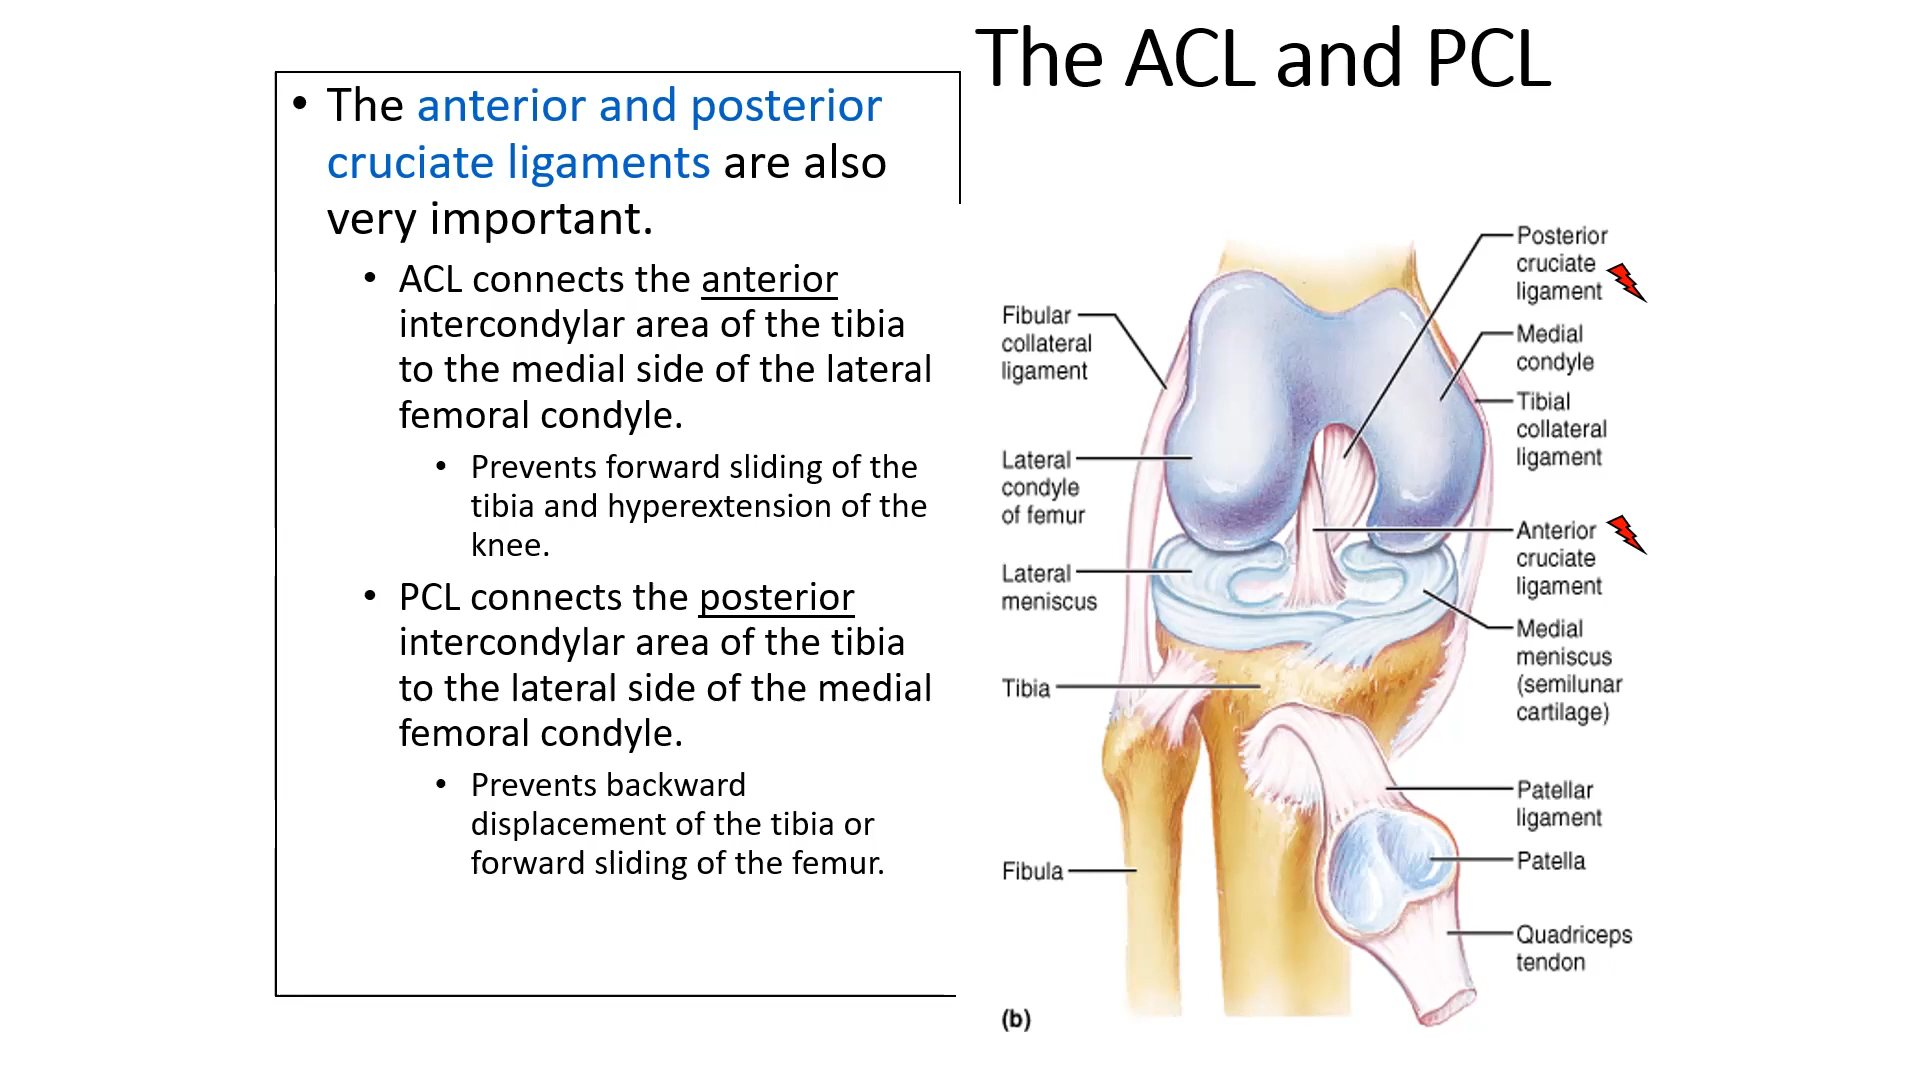 The ACL and PCL
• The anterior and posterior
cruciate ligaments are also
very important.
• ACL connects the anterior
intercondylar area of the tibia
to the medial side of the lateral
femoral condyle.
• Prevents forward sliding of the
tibia and hyperextension of the
knee.
• PCL connects the posterior
intercondylar area of the tibia
to the lateral side of the medial
femoral condyle.
• Prevents backward
displacement of the tibia or
forward sliding of the femur.
Fibular
collateral
ligament
Lateral
condyle
of femur
Lateral
meniscus
Tibia
Fibula
Posterior
cruciate
ligament
Medial
condyle
Tibial
collateral
ligament
Anterior
cruciate
ligament
Medial
meniscus
(semilunar
cartilage)
Patellar
ligament
Patella
Quadriceps
tendon
(b)